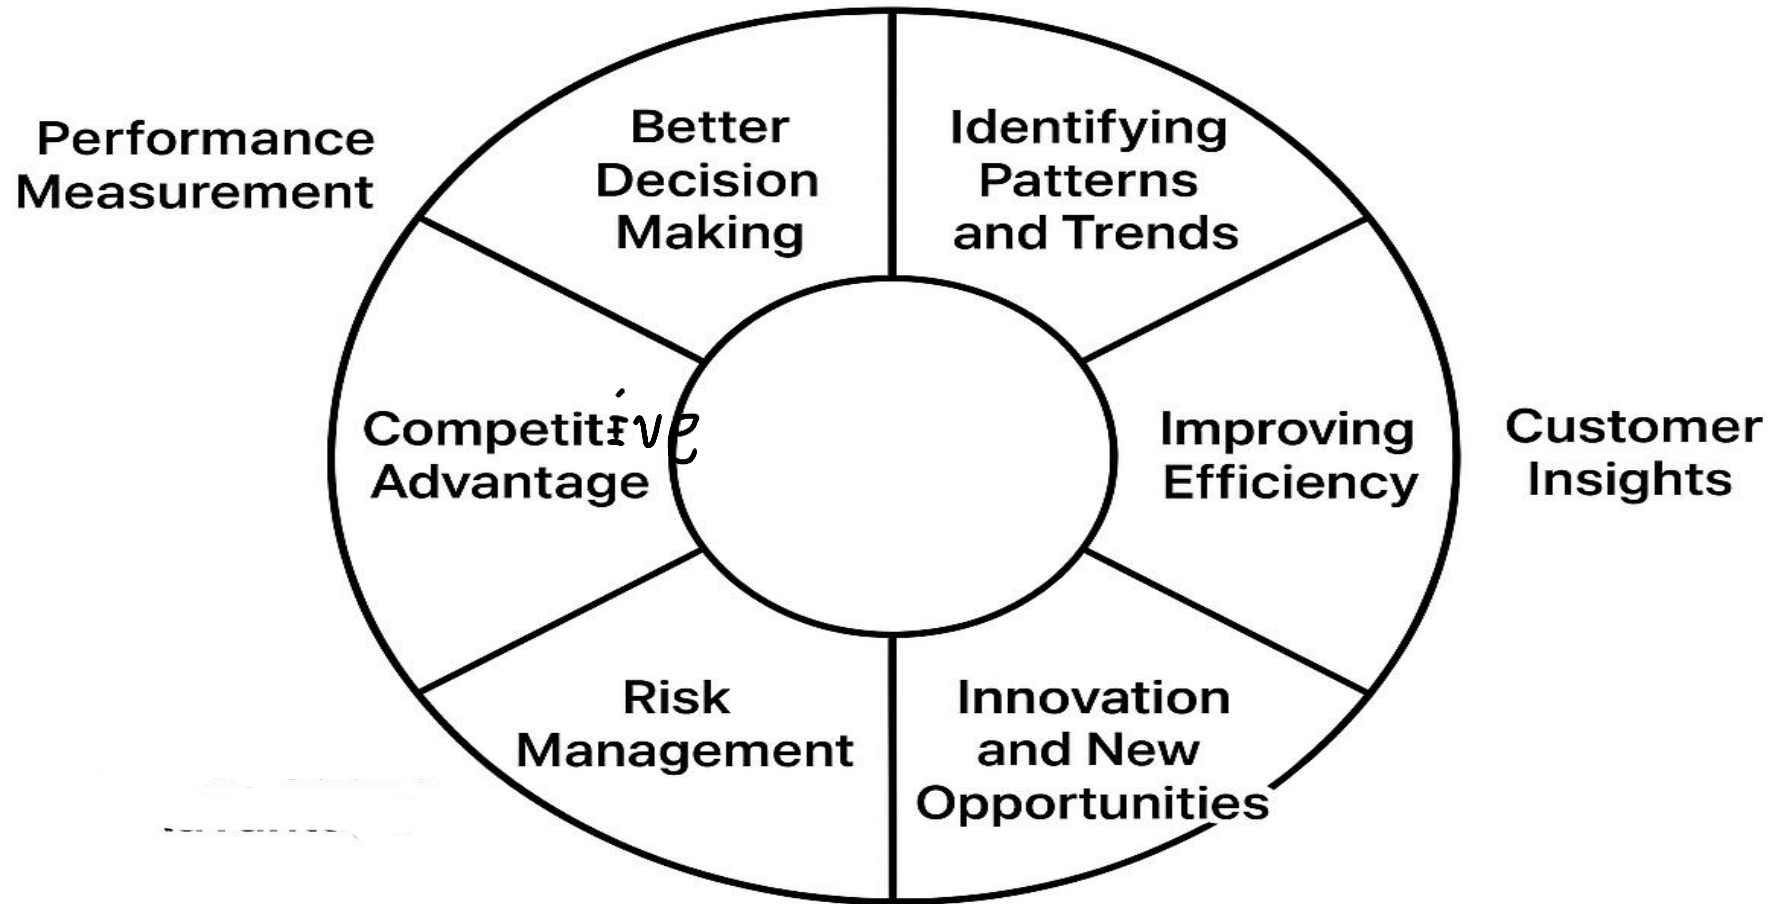 Performance
Measurement
Better
Decision
Making
Identifying
Patterns
and Trends
Competitive
Advantage
Improving
Efficiency
Customer
Insights
Risk
Management
Innovation
and New
Opportunities